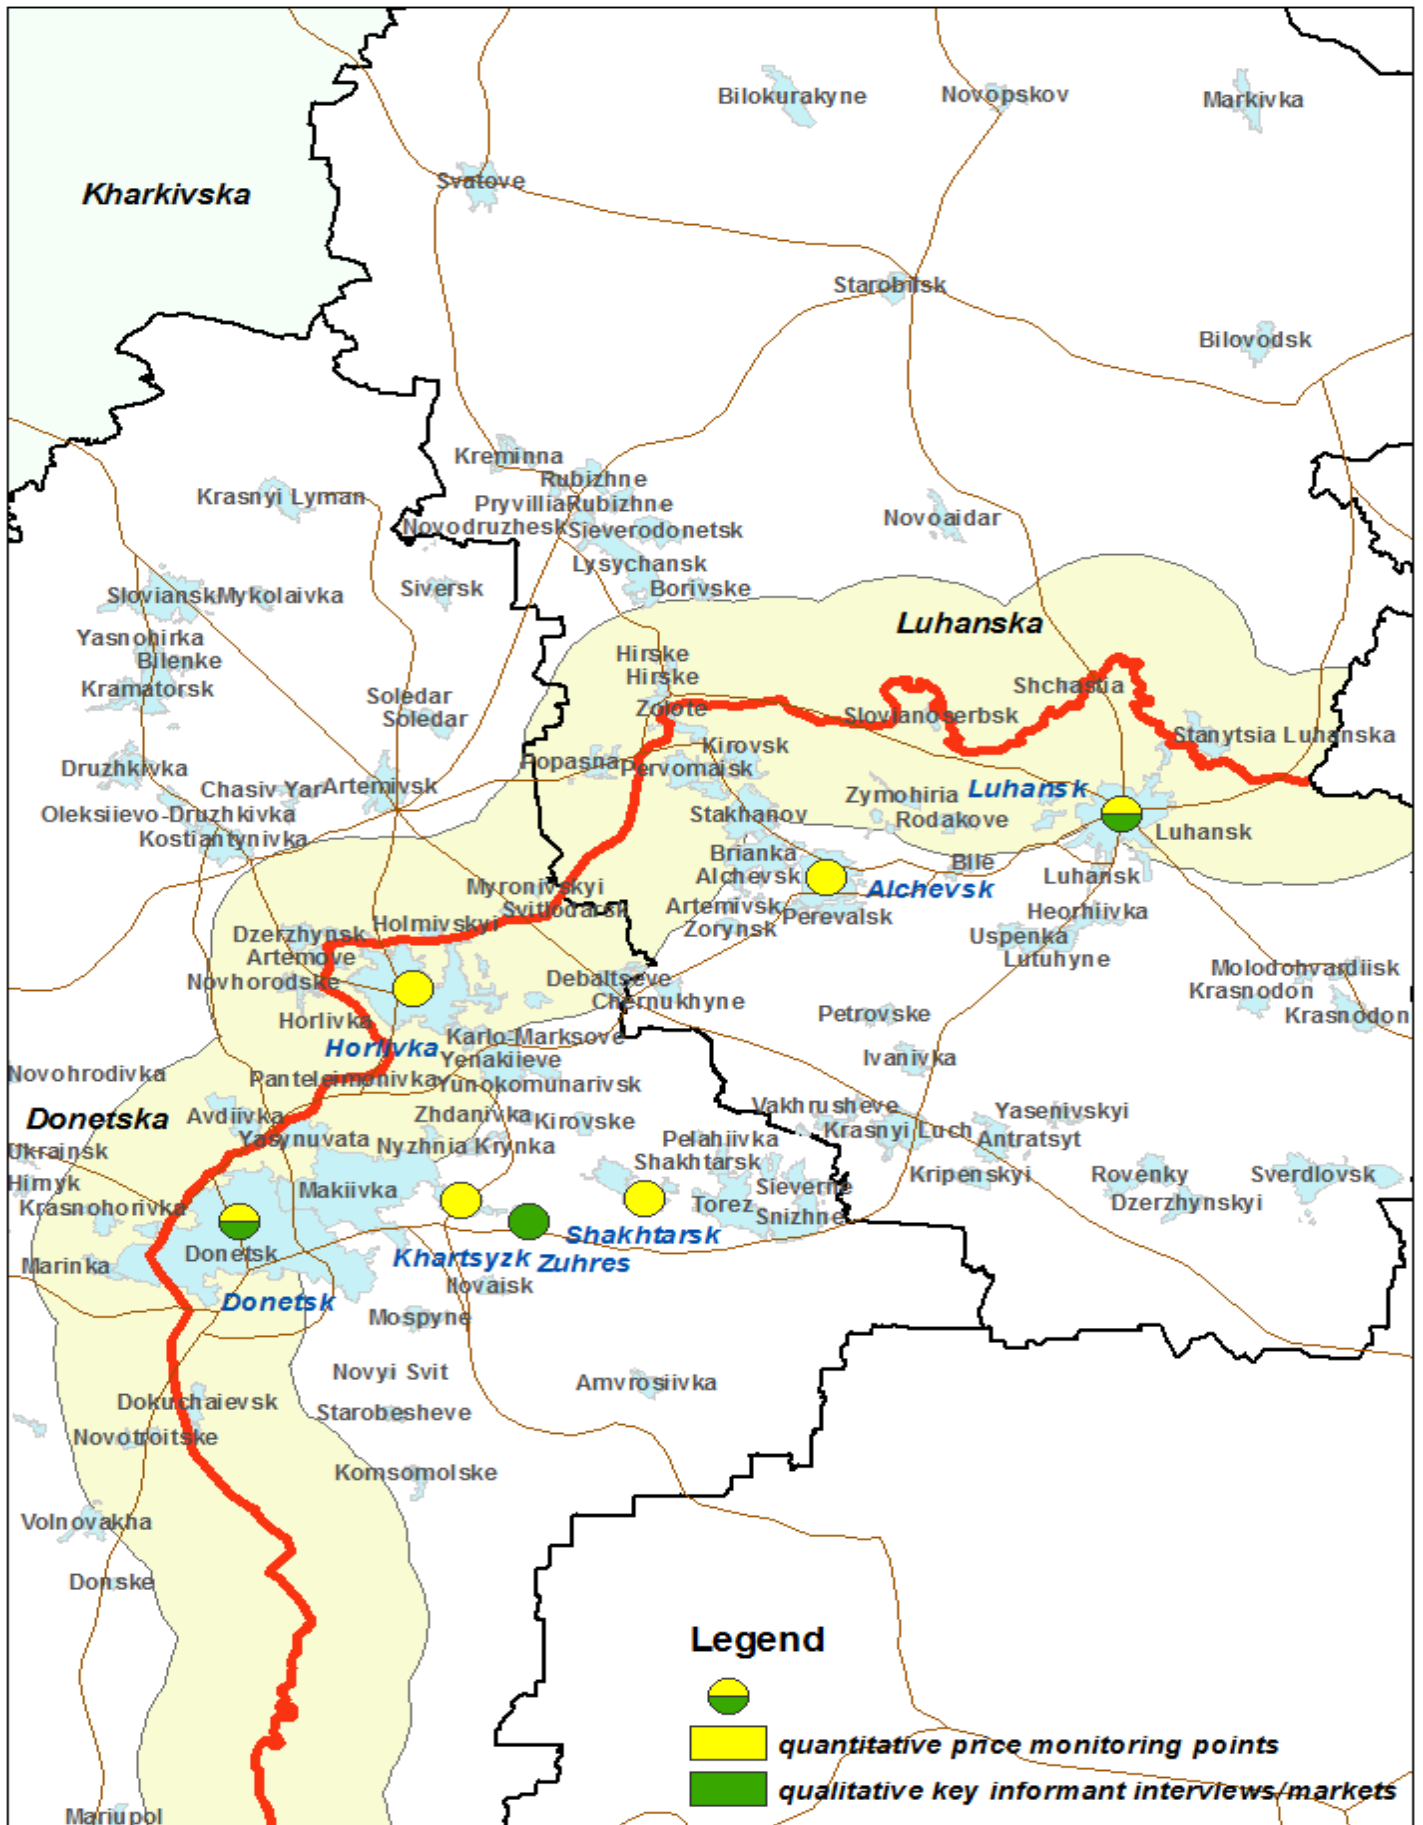 Bilokurakyne
Novopskov
Markivka
Kharkivska
Svatove
Starobilsk
Bilovodsk
Kreminna
Rubizhne
Krasnyi Lyman
Pryvillia
Rubizhne
Novoaidar
Novodruzhesk
Sieverodonetsk
Lysychansk
Siversk
Borivske
Sloviansk
Mykolaivka
Luhanska
Yasnohirka
Bilenke
Hirske
Hirske
Kramatorsk
Shchastia
Soledar
Soledar
Zolote
Slovianoserbsk
Stanytsia Luhanska
Kirovsk
Popasna
Pervomaisk
Druzhkivka
Chasiv Yar
Artemivsk
Luhansk
Zymohiria
Oleksiievo-Druzhkivka
Stakhanov
Rodakove
Kostiantynivka
Luhansk
Brianka
Bile
Alchevsk
Luhansk
Myronivskyi
Alchevsk
Svitlodarsk
Artemivsk
Perevalsk
Heorhiivka
Holmivskyi
Zorynsk
Dzerzhynsk
Uspenka
Artemove
Lutuhyne
Novhorodske
Debaltseve
Molodohvardiisk
Chernukhyne
Krasnodon
Horlivka
Petrovske
Krasnodon
Karlo-Marksove
Horlivka
Yenakiieve
Ivanivka
Novohrodivka
Panteleimonivka
Yunokomunarivsk
Donetska
Avdiivka
Zhdanivka
Kirovske
Vakhrusheve
Yasenivskyi
Yasynuvata
Nyzhnia Krynka
Pelahiivka
Krasnyi Luch
Antratsyt
Ukrainsk
Shakhtarsk
Himyk
Makiivka
Sieverne
Kripenskyi
Rovenky
Sverdlovsk
Krasnohorivka
Torez
Snizhne
Dzerzhynskyi
Shakhtarsk
Donetsk
Khartsyzk
Zuhres
Marinka
Ilovaisk
Donetsk
Mospyne
Novyi Svit
Amvrosiivka
Dokuchaievsk
Starobesheve
Novotroitske
Komsomolske
Volnovakha
Donske
Legend
quantitative price monitoring points
qualitative key informant interviews/markets
Mariupol